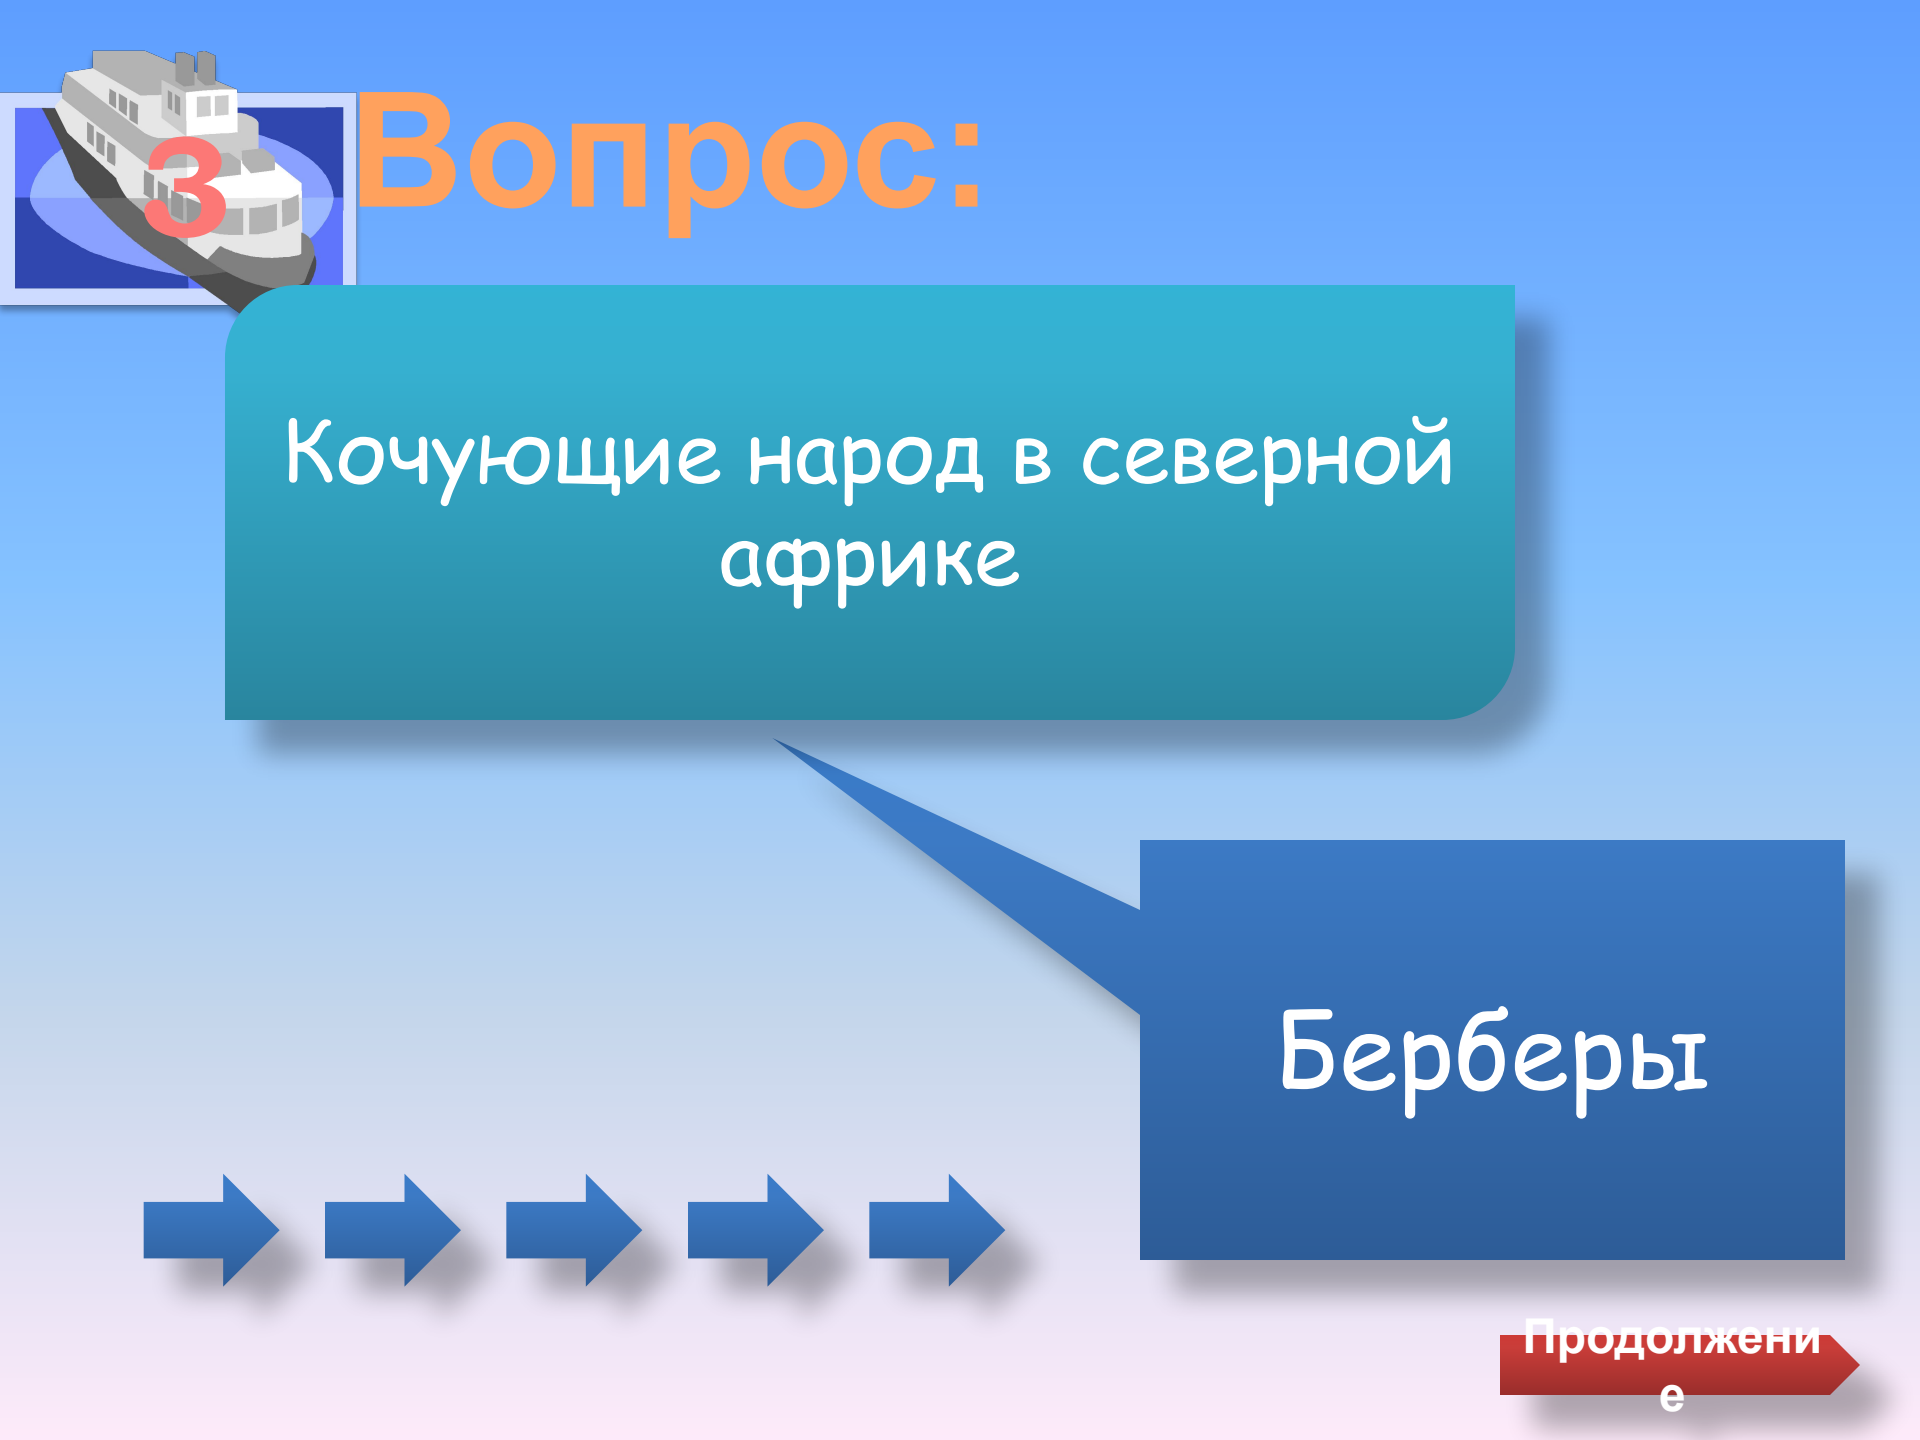 3
Вопрос:
Кочующие народ в северной
африке
Берберы
Продолжени
е